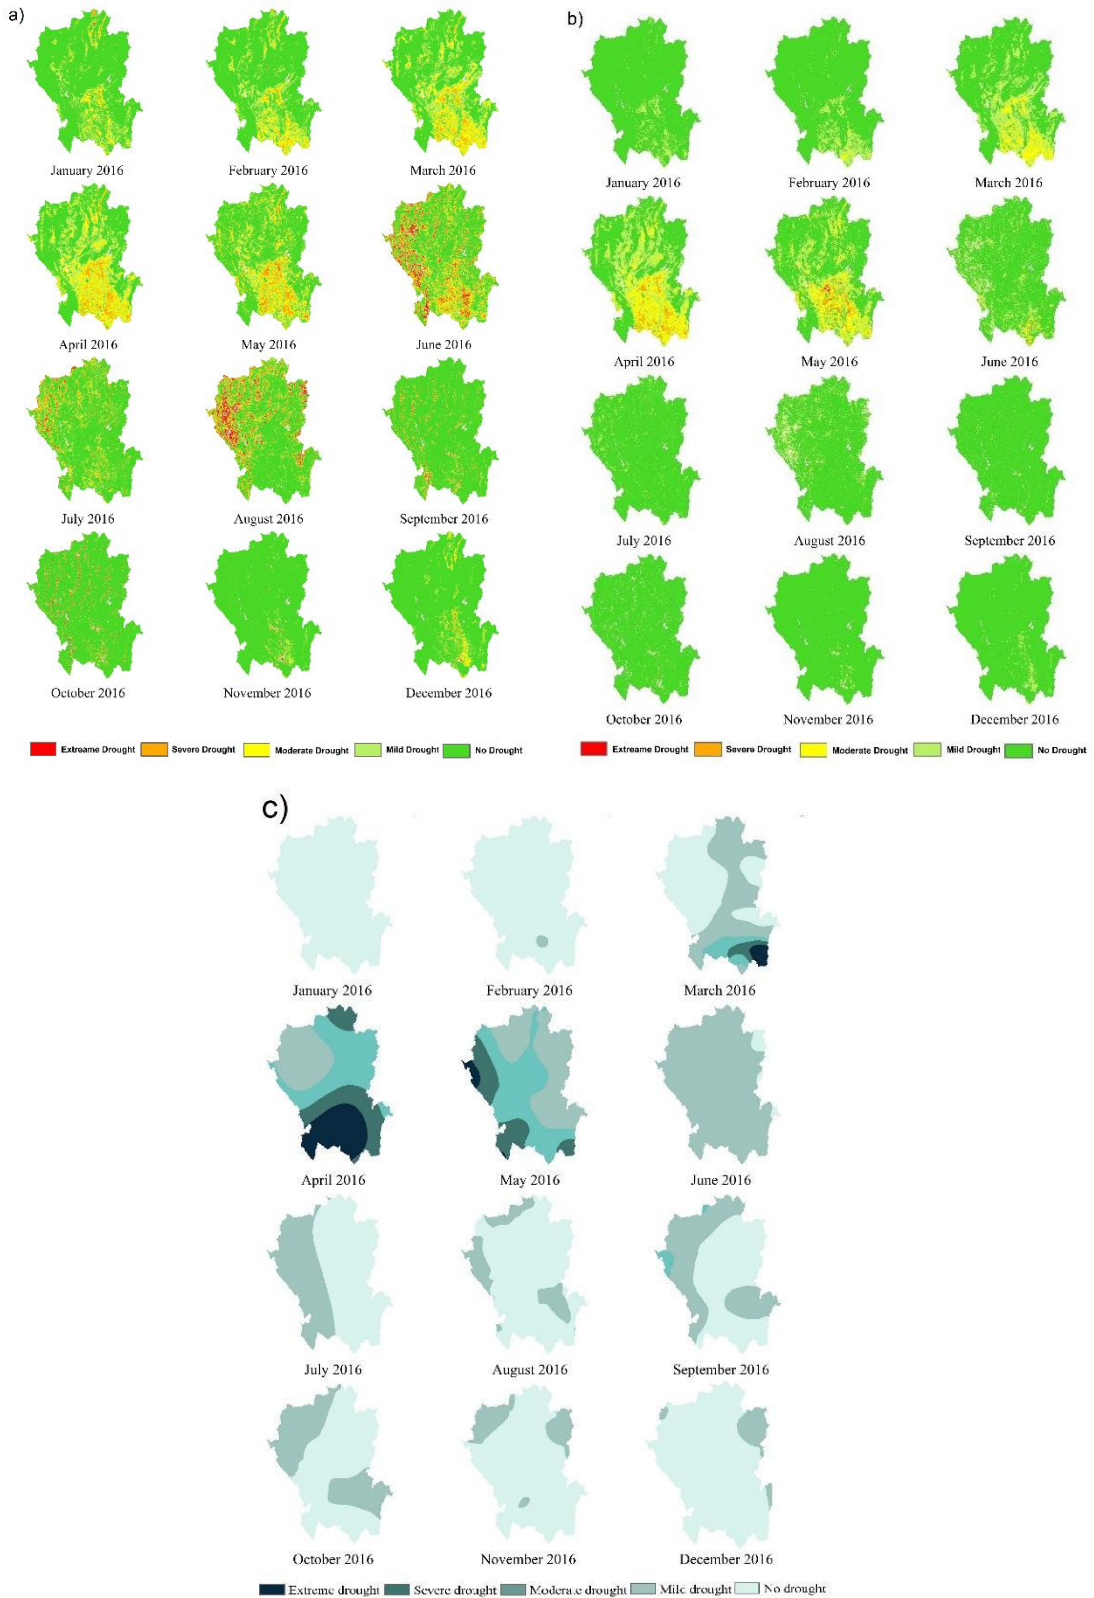 a)
January 2016 February 2016 March 2016
April 2016 May 2016 June 2016
July 2016 August 2016 September 2016
October 2016 November 2016 December 2016
Extreame Drought Severe Drought Moderate Drought Mild Drought No Drought
b)
January 2016 February 2016 March 2016
April 2016 May 2016 June 2016
July 2016 August 2016 September 2016
October 2016 November 2016 December 2016
Extreame Drought Severe Drought Moderate Drought Mild Drought No Drought
c)
January 2016 February 2016 March 2016
April 2016 May 2016 June 2016
July 2016 August 2016 September 2016
October 2016 November 2016 December 2016
Extreme drought Severe drought Moderate drought Mild drought No drought